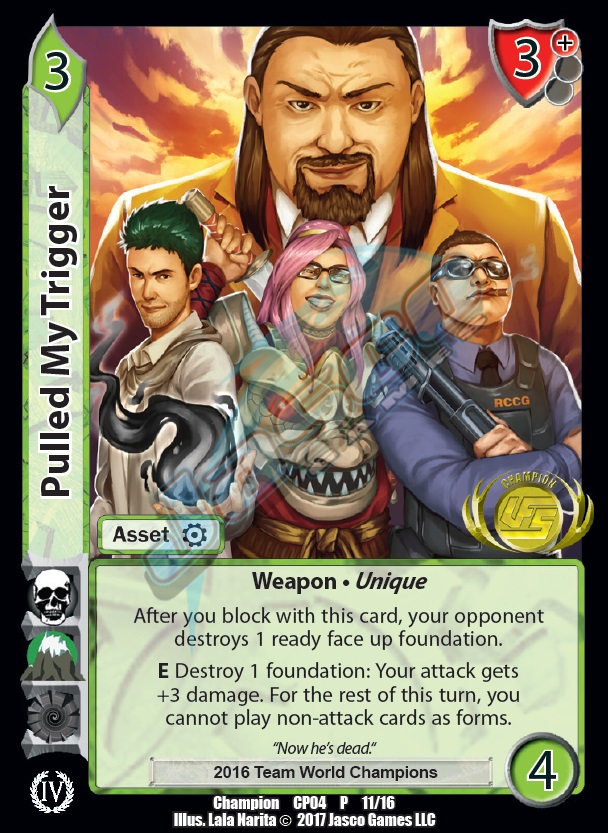 3
3
+
Pulled My Trigger
RCCG
CHAMPION
UFS
Asset
Weapon • Unique
After you block with this card, your opponent
destroys 1 ready face up foundation.
E Destroy 1 foundation: Your attack gets
+3 damage. For the rest of this turn, you
cannot play non-attack cards as forms.
“Now he's dead.“
2016 Team World Champions
4
IV
Champion CP04 P 11/16
Illus. Lala Narita © 2017 Jasco Games LLC